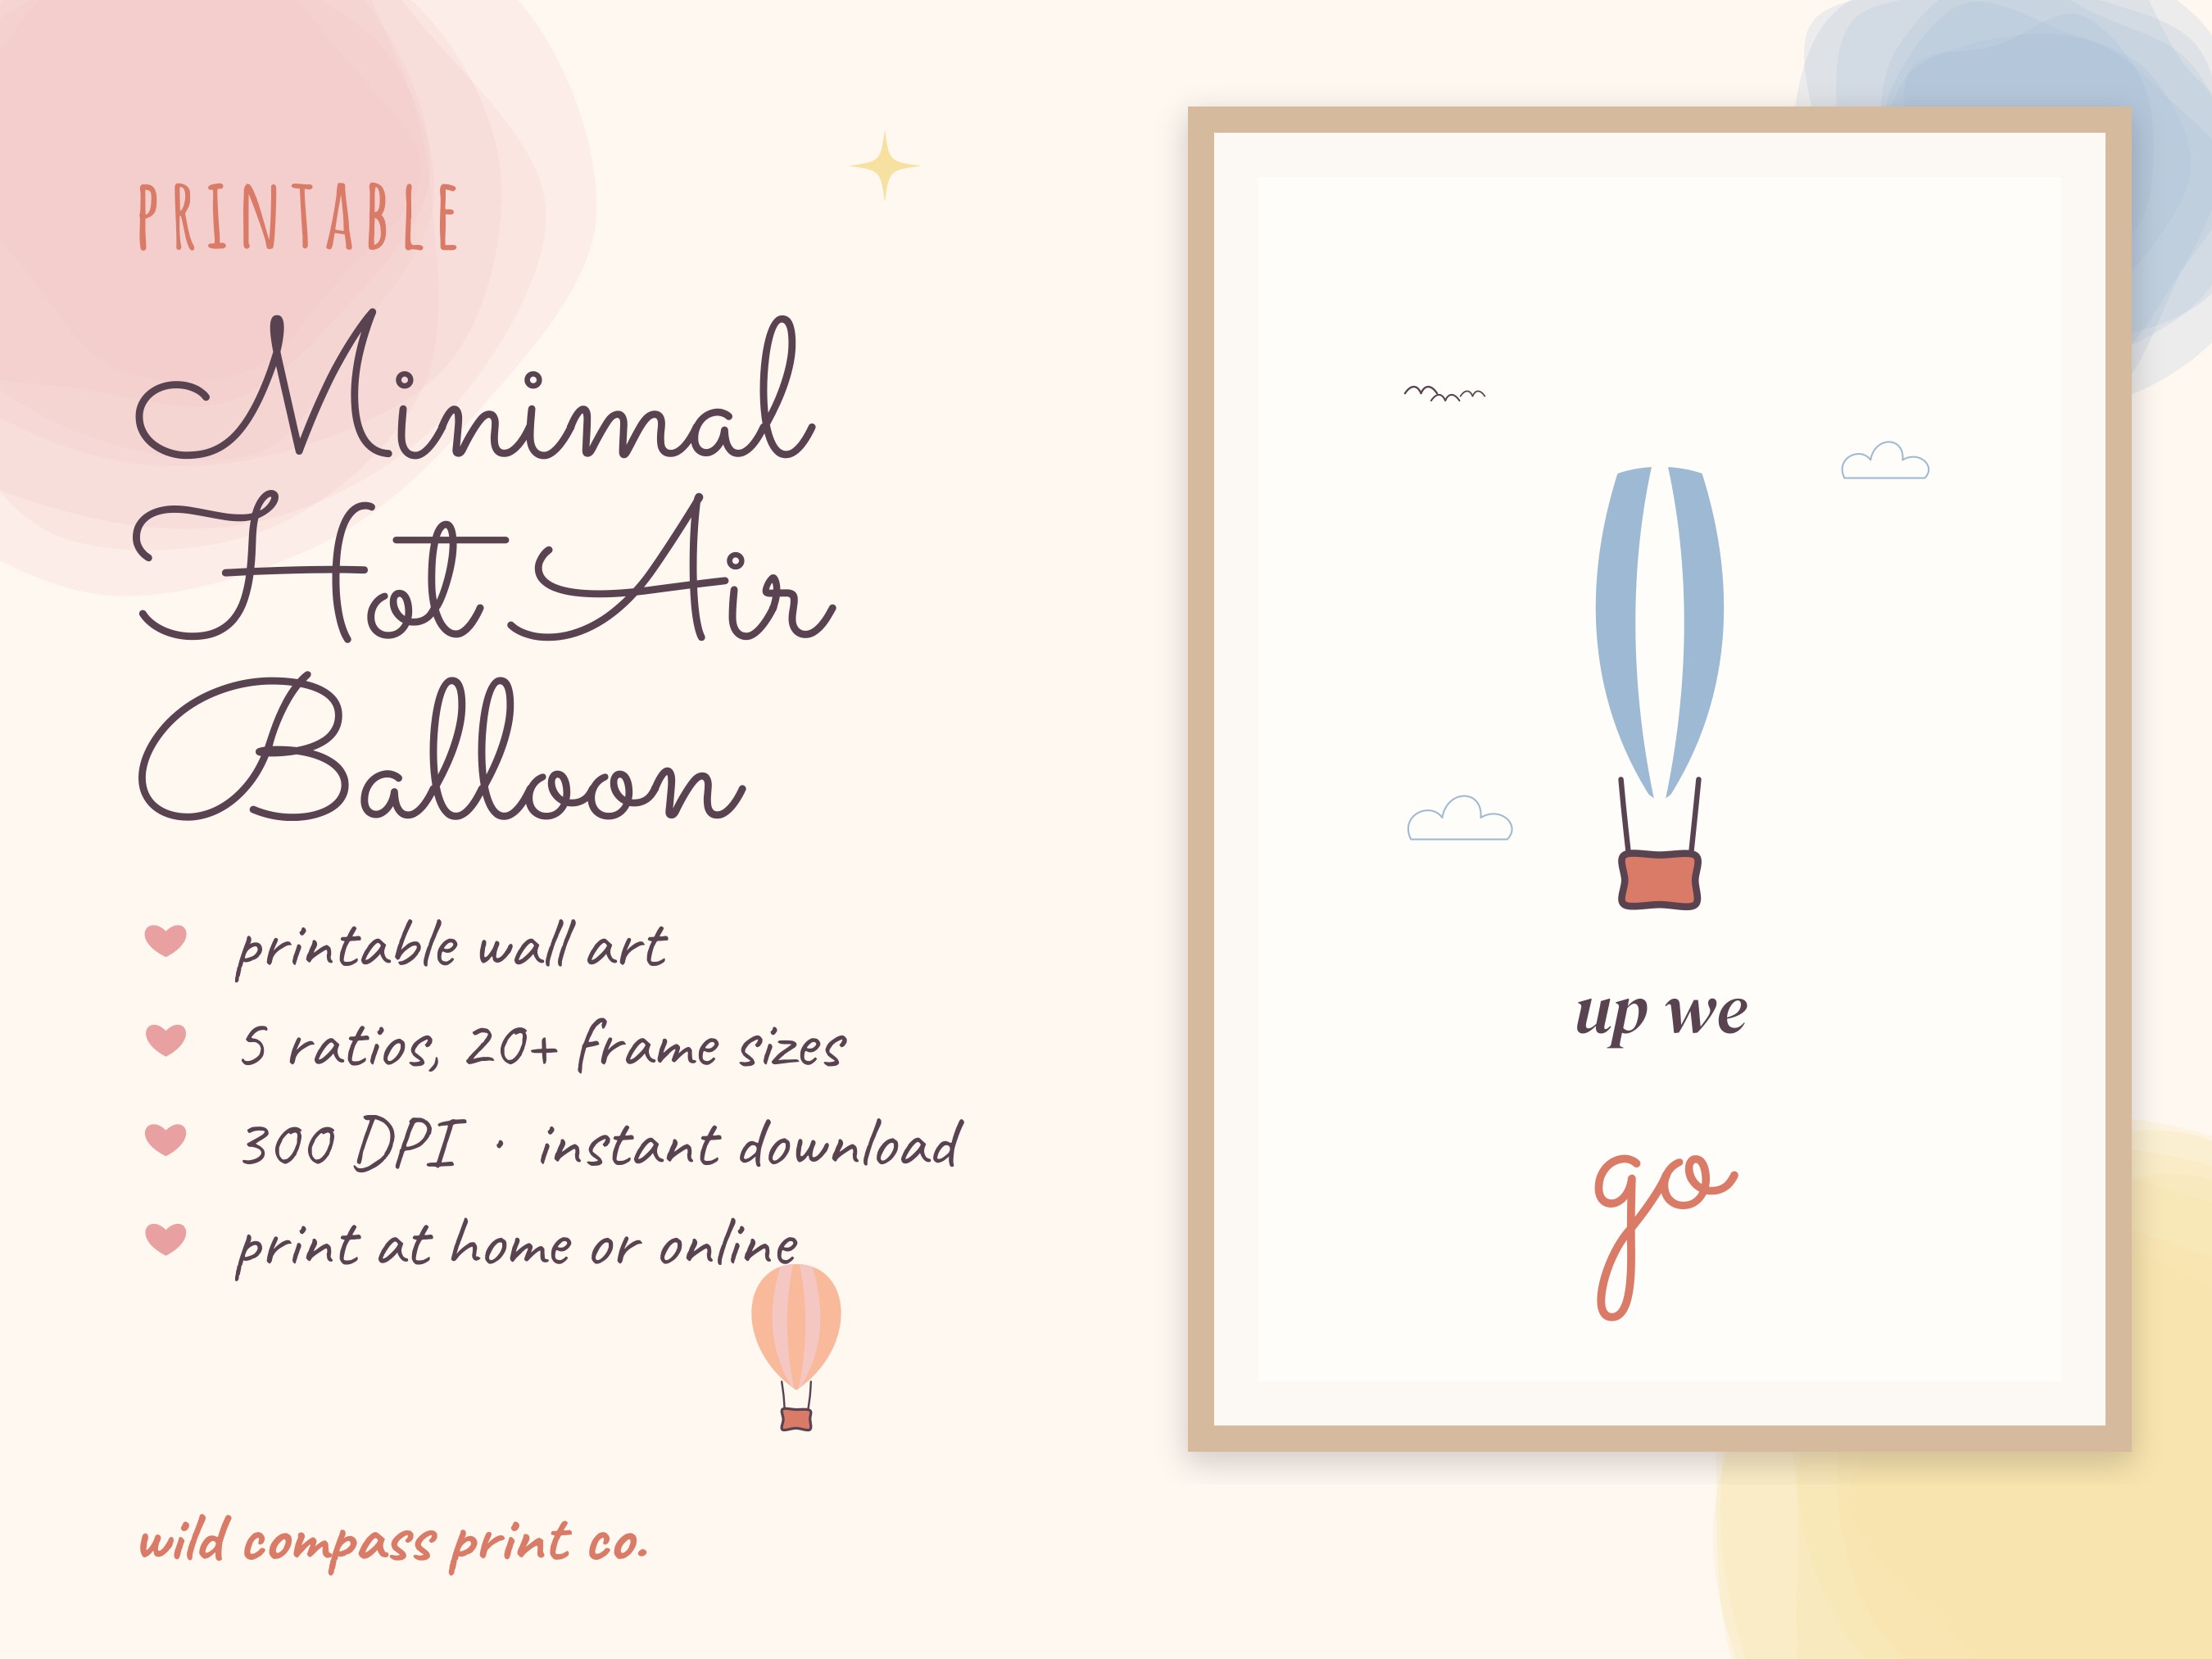 PRINTABLE
Minimal
Hot Air
Balloon
printable wall art
5 ratios, 20+ frame sizes
300 DPI · instant download
print at home or online
wild compass print co.
up we
go